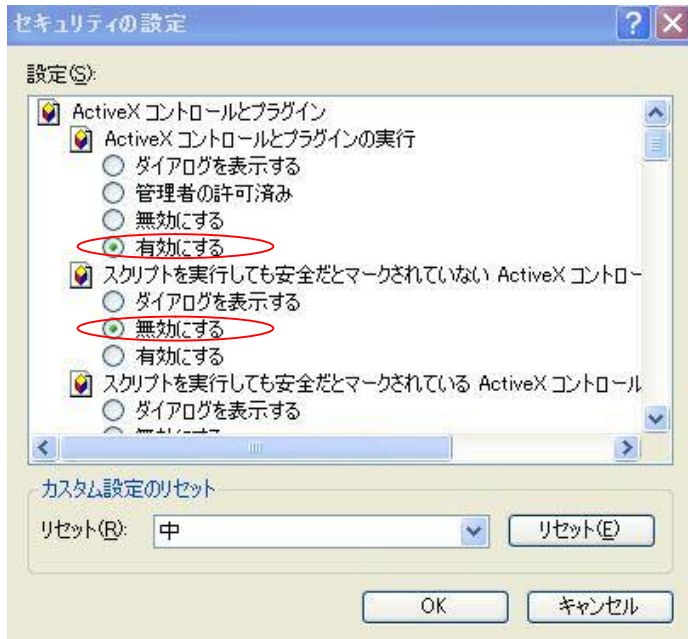 セキュリティの設定
設定(S):
ActiveX コントロールとプラグイン
ActiveX コントロールとプラグインの実行
ダイアログを表示する
管理者の許可済み
無効にする
有効にする
スクリプトを実行しても安全だとマークされていない ActiveX コントロー
ダイアログを表示する
無効にする
有効にする
スクリプトを実行しても安全だとマークされている ActiveX コントロール
ダイアログを表示する
カスタム設定のリセット
リセット(R): 中 リセット(E)
OK キャンセル